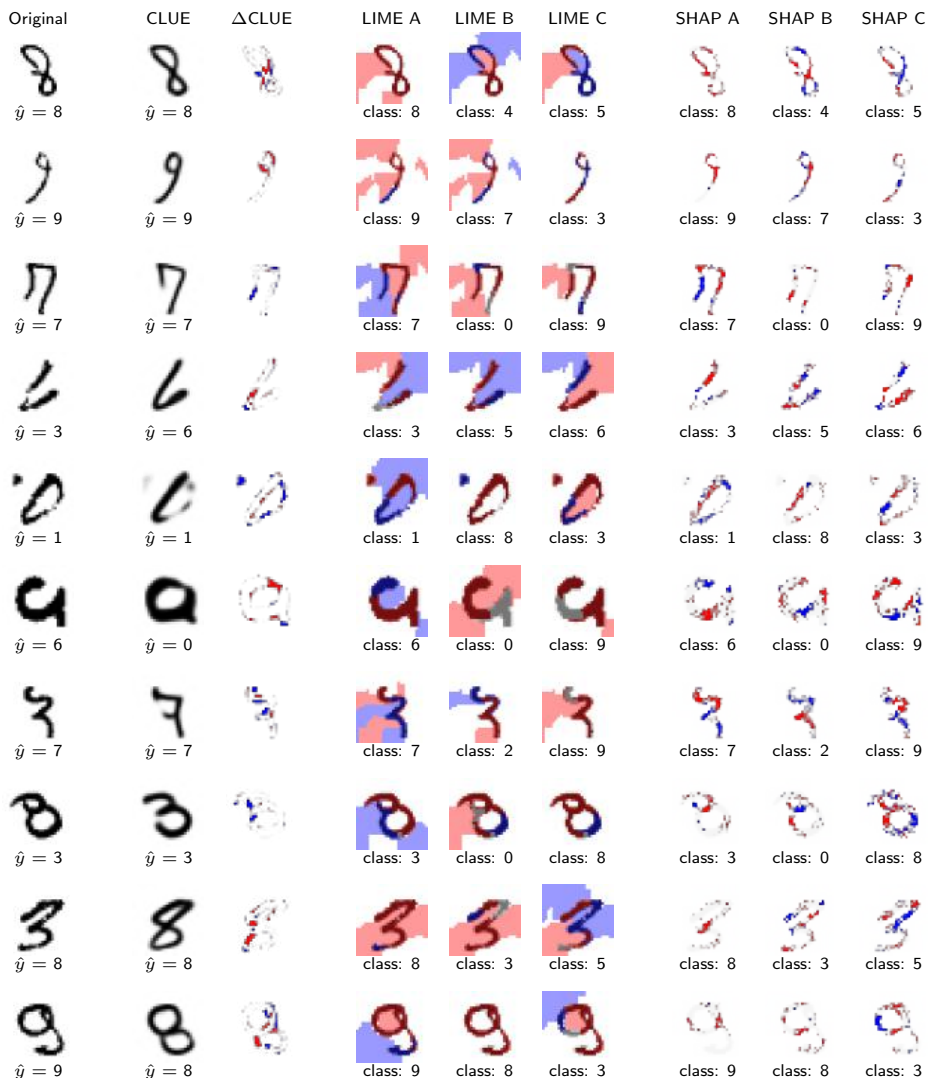 Original CLUE ΔCLUE LIME A LIME B LIME C SHAP A SHAP B SHAP C
ŷ = 8 ŷ = 8 class: 8 class: 4 class: 5 class: 8 class: 4 class: 5
ŷ = 9 ŷ = 9 class: 9 class: 7 class: 3 class: 9 class: 7 class: 3
ŷ = 7 ŷ = 7 class: 7 class: 0 class: 9 class: 7 class: 0 class: 9
ŷ = 3 ŷ = 6 class: 3 class: 5 class: 6 class: 3 class: 5 class: 6
ŷ = 1 ŷ = 1 class: 1 class: 8 class: 3 class: 1 class: 8 class: 3
ŷ = 6 ŷ = 0 class: 6 class: 0 class: 9 class: 6 class: 0 class: 9
ŷ = 7 ŷ = 7 class: 7 class: 2 class: 9 class: 7 class: 2 class: 9
ŷ = 3 ŷ = 3 class: 3 class: 0 class: 8 class: 3 class: 0 class: 8
ŷ = 8 ŷ = 8 class: 8 class: 3 class: 5 class: 8 class: 3 class: 5
ŷ = 9 ŷ = 8 class: 9 class: 8 class: 3 class: 9 class: 8 class: 3